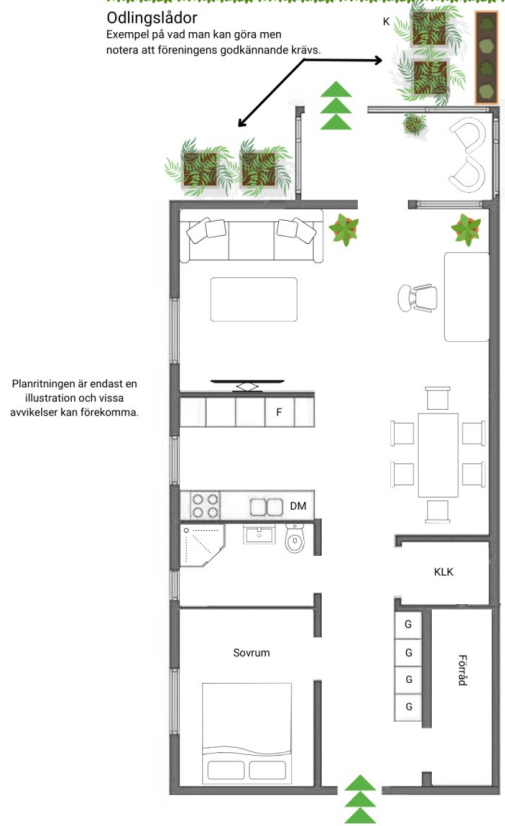 Odlingslådor
Exempel på vad man kan göra men
notera att föreningens godkännande krävs.
K
Planritningen är endast en
illustration och vissa
avvikelser kan förekomma.
F
DM
KLK
G
G
G
G
Sovrum
Förråd